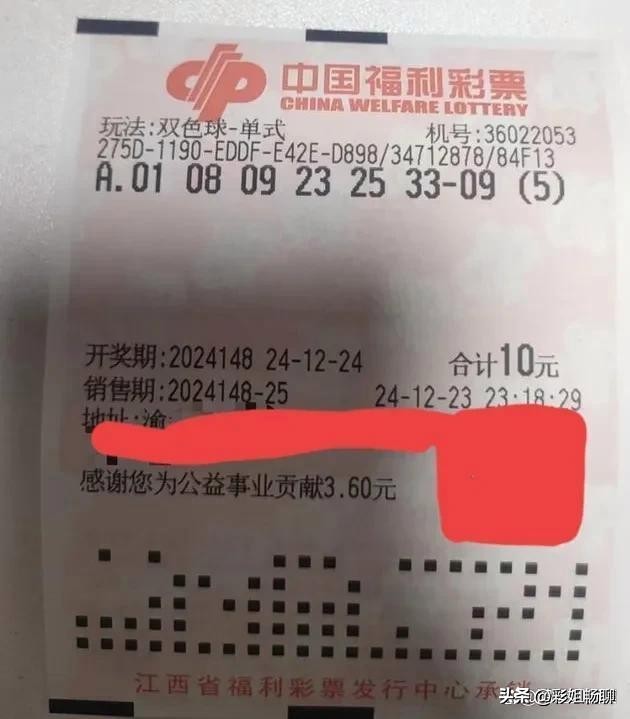 中国福利彩票
CHINA WELFARE LOTTERY
玩法:双色球-单式 机号:36022053
275D-1190-EDDF-E42E-D898/34712878/84F13
A.01 08 09 23 25 33-09 (5)
开奖期:2024148 24-12-24 合计10元
销售期:2024148-25 24-12-23 23:18:29
地址:渝
感谢您为公益事业贡献3.60元
江西省福利彩票发行中心承销
头条@彩姐畅聊